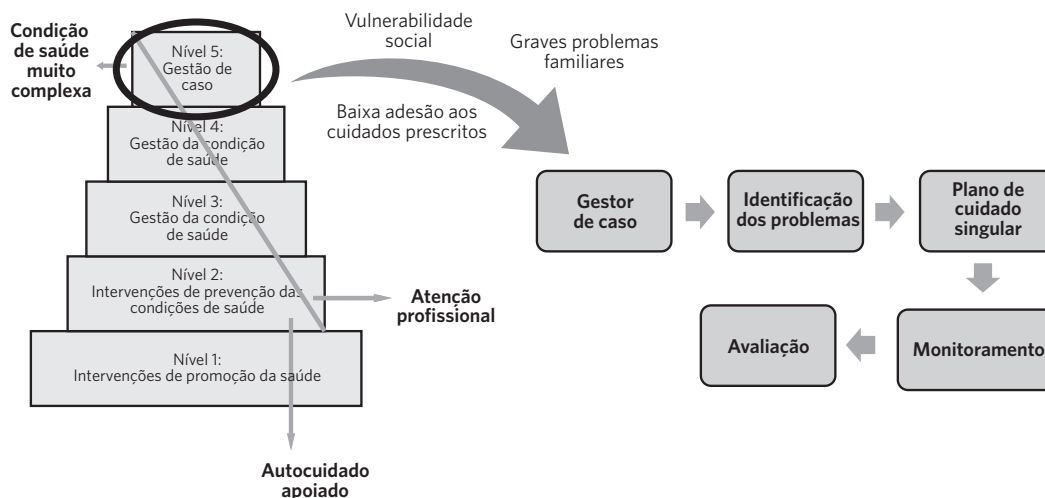 Condição
de saúde
muito
complexa
Nível 5:
Gestão de
caso
Nível 4:
Gestão da condição
de saúde
Nível 3:
Gestão da condição
de saúde
Nível 2:
Intervenções de prevenção das
condições de saúde
Nível 1:
Intervenções de promoção da saúde
Atenção
profissional
Autocuidado
apoiado
Vulnerabilidade
social
Graves problemas
familiares
Baixa adesão aos
cuidados prescritos
Gestor
de caso
Identificação
dos problemas
Plano de
cuidado
singular
Monitoramento
Avaliação